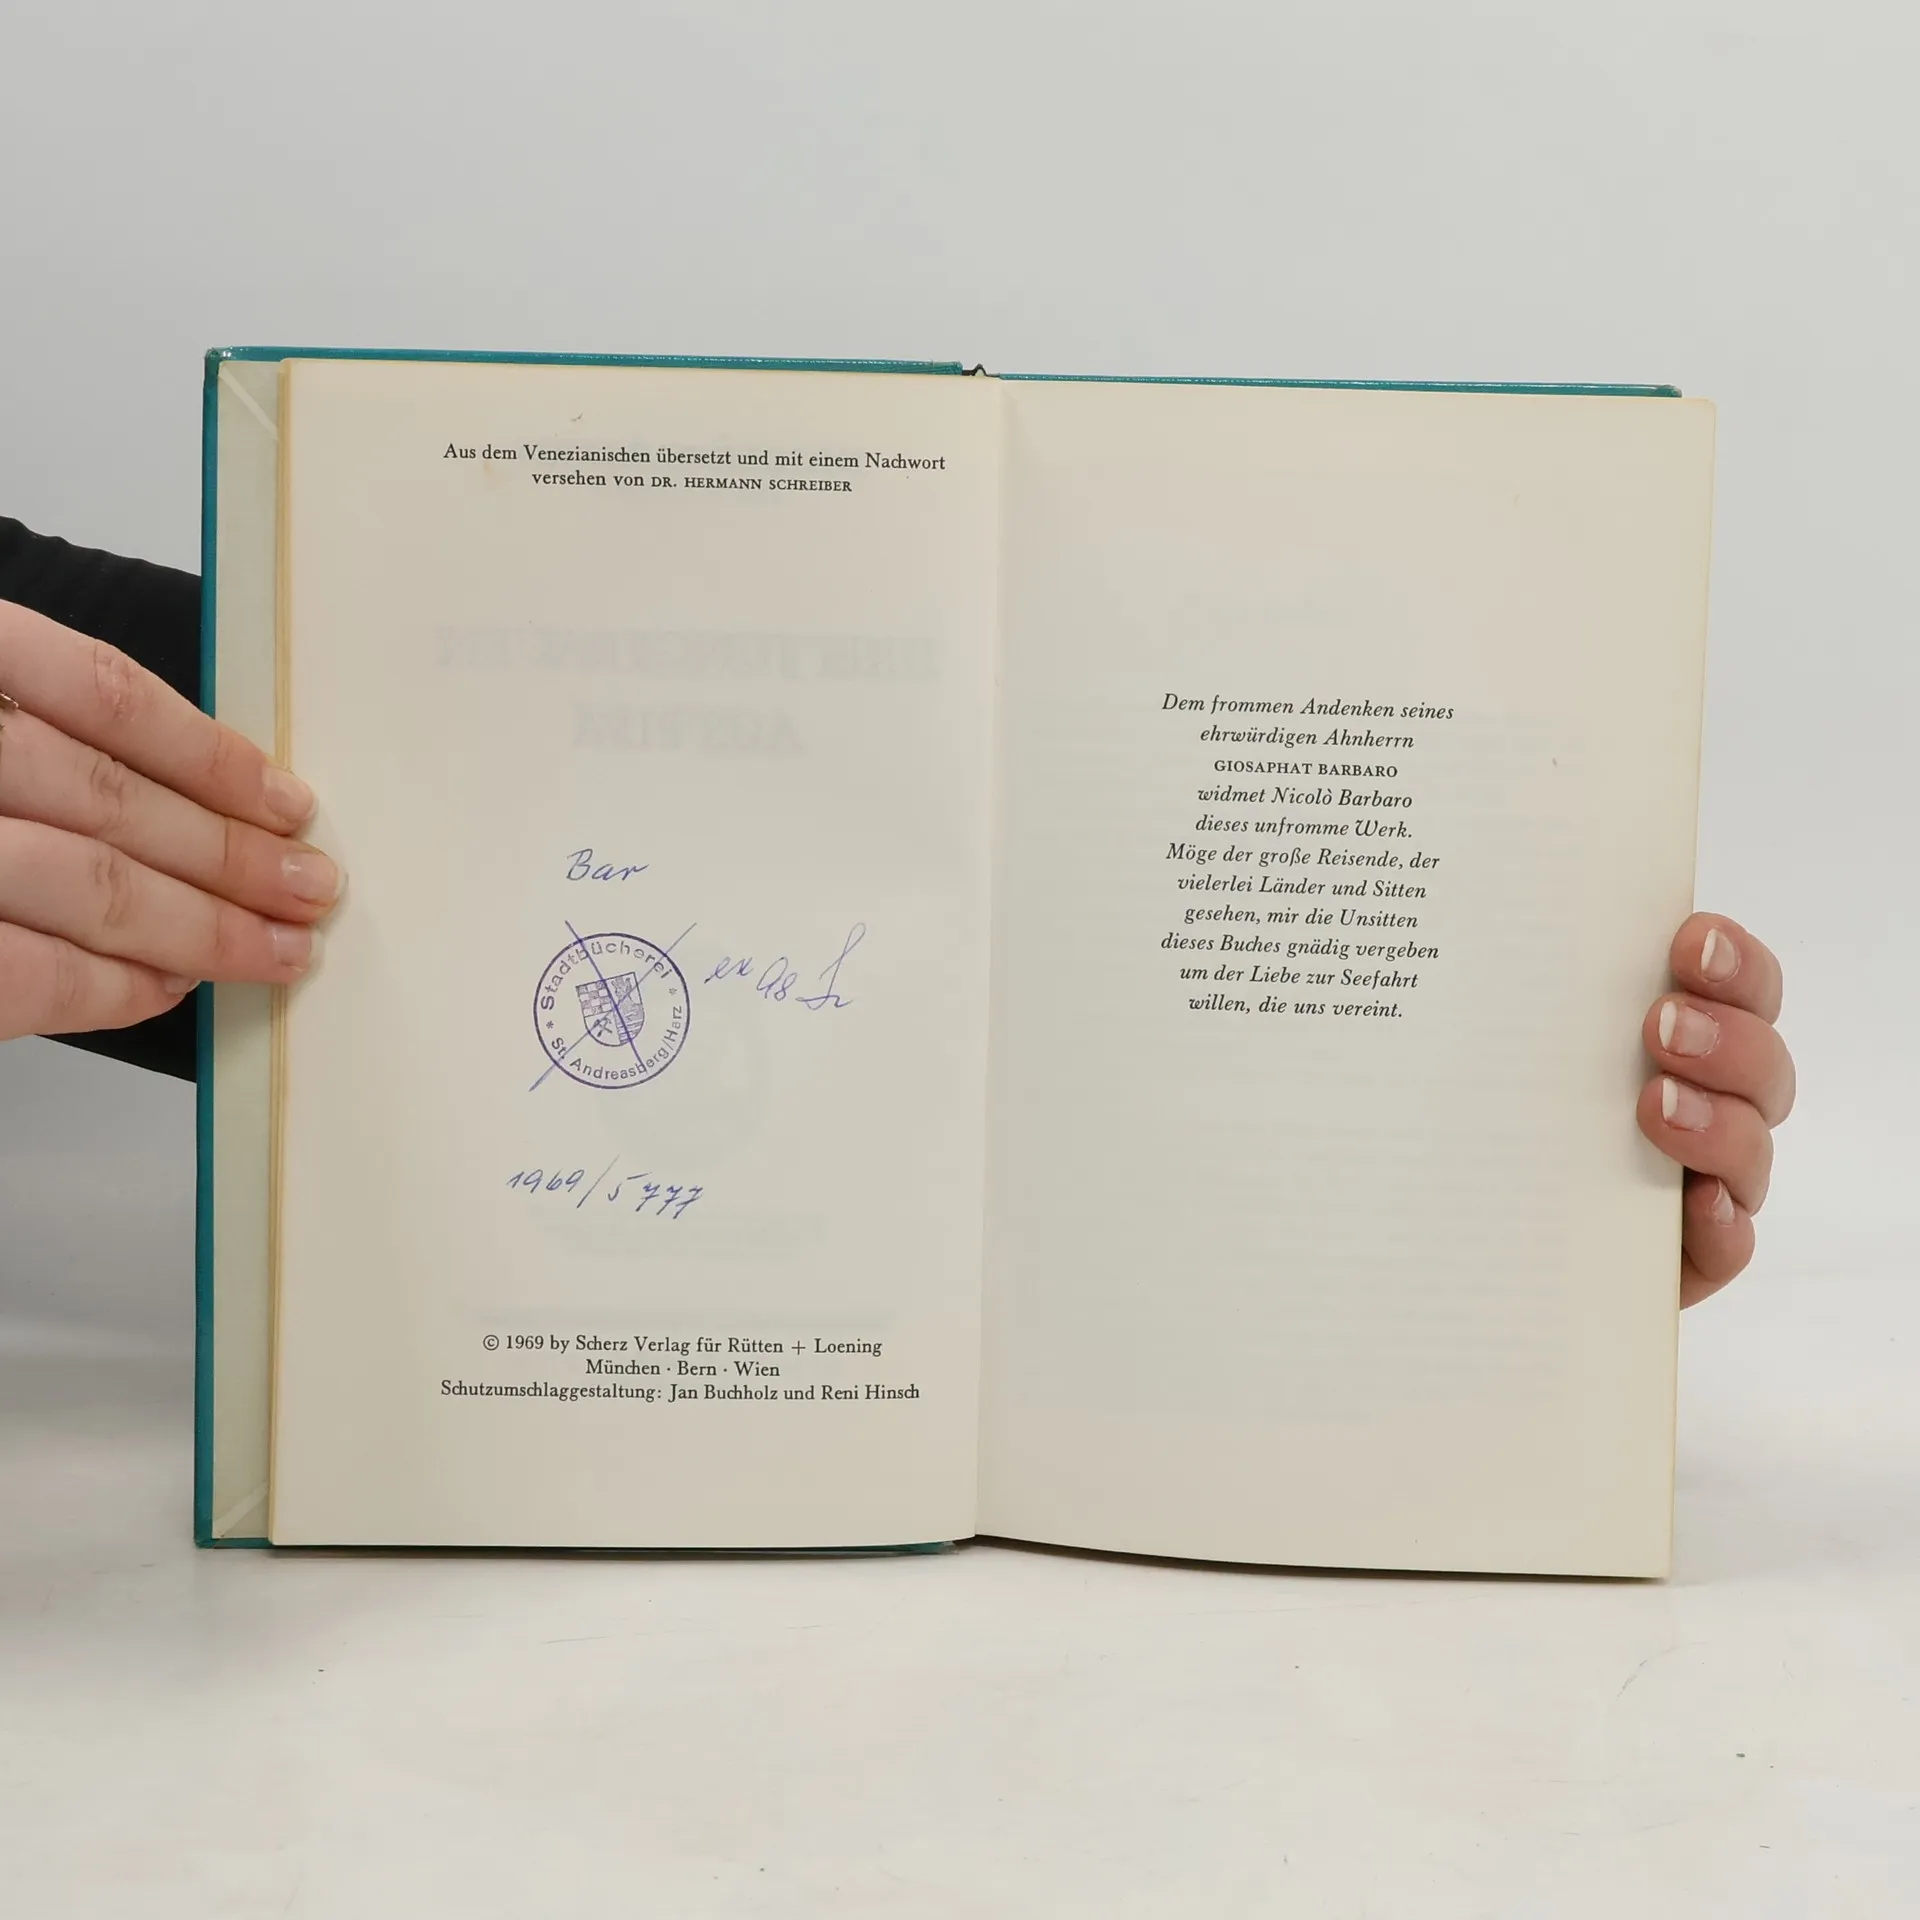 Aus dem Venezianischen übersetzt und mit einem Nachwort
versehen von DR. HERMANN SCHREIBER
Bar
* Stadtbücherei *
St. Andreasberg/Harz
ex
1969/5777
© 1969 by Scherz Verlag für Rütten + Loening
München · Bern · Wien
Schutzumschlaggestaltung: Jan Buchholz und Reni Hinsch
Dem frommen Andenken seines
ehrwürdigen Ahnherrn
GIOSAPHAT BARBARO
widmet Nicolò Barbaro
dieses unfromme Werk.
Möge der große Reisende, der
vielerlei Länder und Sitten
gesehen, mir die Unsitten
dieses Buches gnädig vergeben
um der Liebe zur Seefahrt
willen, die uns vereint.